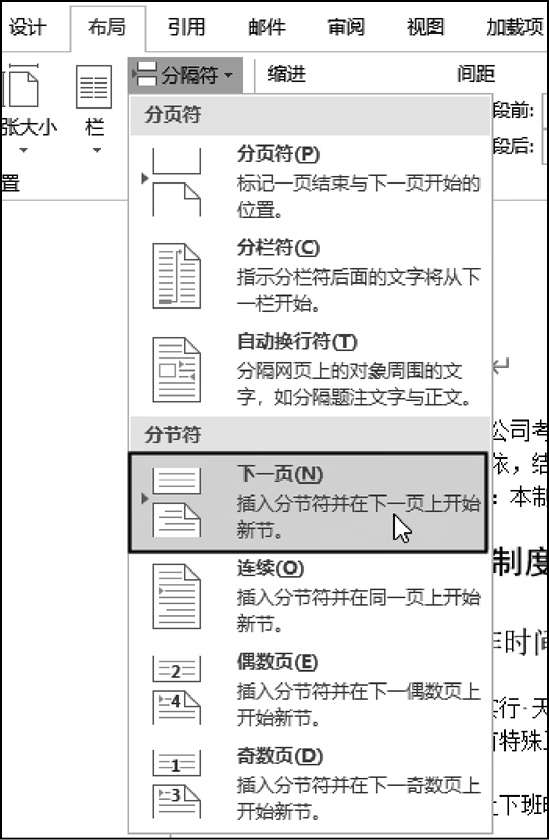 设计 布局 引用 邮件 审阅 视图 加载项
分隔符 缩进 间距
张大小 栏 段前:
段后:
置
分页符
分页符(P)
标记一页结束与下一页开始的
位置。
分栏符(C)
指示分栏符后面的文字将从下
一栏开始。
自动换行符(T)
分隔网页上的对象周围的文
字，如分隔题注文字与正文。
分节符
公司考
下一页(N)
依，结
插入分节符并在下一页上开始
：本制
新节。
连续(O)
制度
插入分节符并在同一页上开始
新节。
时间
偶数页(E)
2
4
插入分节符并在下一偶数页上
行·天
开始新节。
特殊
奇数页(D)
1
3
插入分节符并在下一奇数页上
上下班
开始新节。